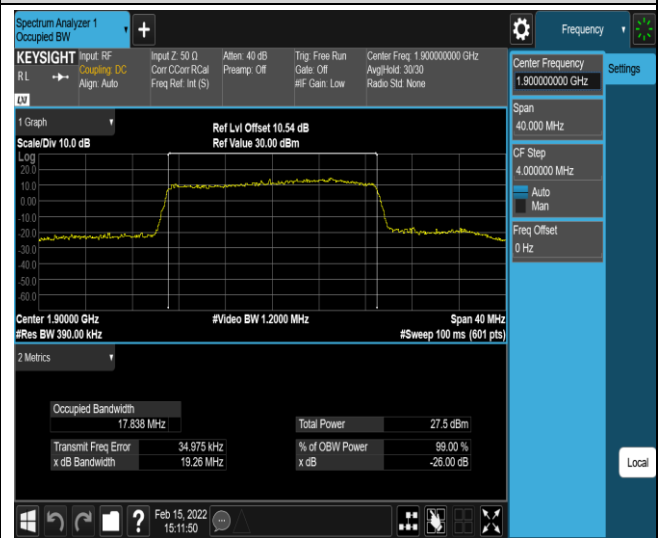 Spectrum Analyzer 1
Occupied BW
+
Frequency
KEYSIGHT
RL
LXI
Input: RF
Coupling: DC
Align: Auto
Input Z: 50 Ω
Corr CCorr RCal
Freq Ref: Int (S)
Atten: 40 dB
Preamp: Off
Trig: Free Run
Gate: Off
#IF Gain: Low
Center Freq: 1.900000000 GHz
Avg|Hold: 30/30
Radio Std: None
Center Frequency
1.900000000 GHz
Settings
Span
40.000 MHz
CF Step
4.000000 MHz
Auto
Man
Freq Offset
0 Hz
1 Graph
Scale/Div 10.0 dB
Ref Lvl Offset 10.54 dB
Ref Value 30.00 dBm
Log
20.0
10.0
0.00
-10.0
-20.0
-30.0
-40.0
-50.0
-60.0
Center 1.90000 GHz
#Res BW 390.00 kHz
#Video BW 1.2000 MHz
Span 40 MHz
#Sweep 100 ms (601 pts)
2 Metrics
Occupied Bandwidth
17.838 MHz
Total Power 27.5 dBm
Transmit Freq Error 34.975 kHz
% of OBW Power 99.00 %
x dB Bandwidth 19.26 MHz
x dB -26.00 dB
Local
?
Feb 15, 2022
15:11:50